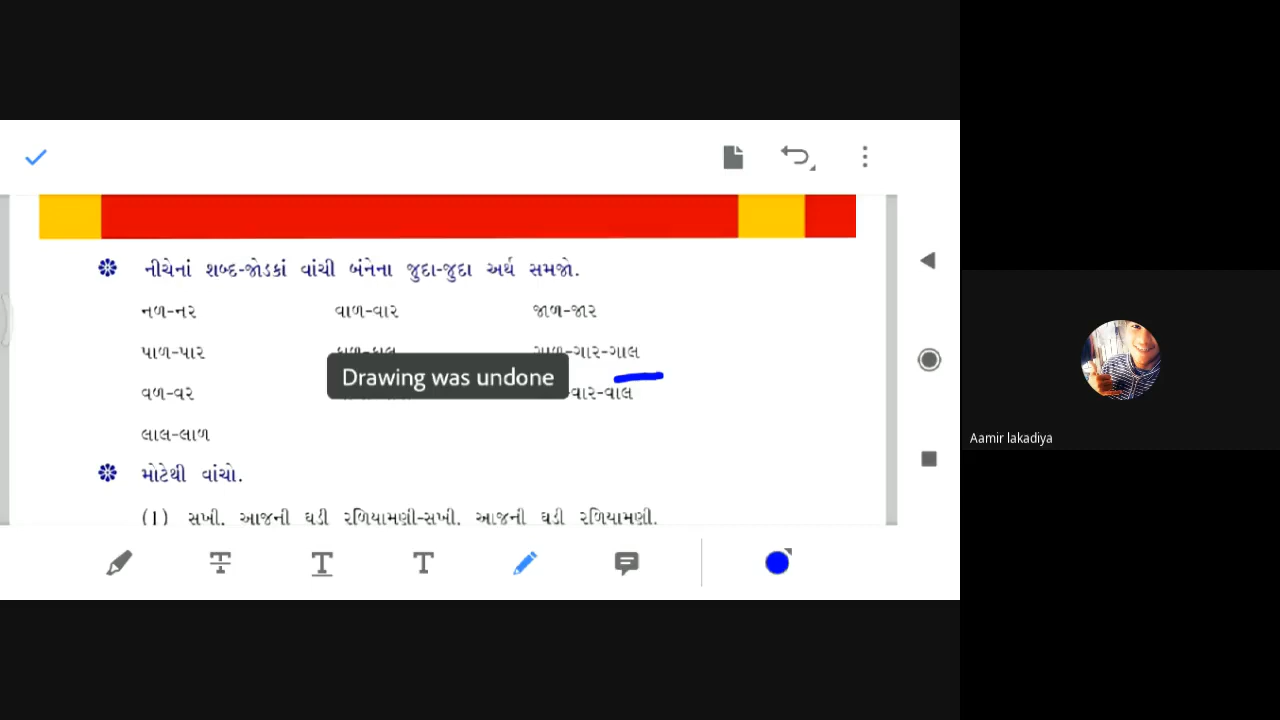 નીચેનાં શબ્દ-જોડકાં વાંચી બંનેના જુદા-જુદા અર્થ સમજો.
નળ-નર વાળ-વાર જાળ-જાર
પાળ-પાર ગાળ-ગાર-ગાલ
Drawing was undone
વળ-વર -વાર-વાલ
લાલ-લાળ
Aamir lakadiya
મોટેથી વાંચો.
(1) સખી, આજની ઘડી રળિયામણી-સખી, આજની ઘડી રળિયામણી.